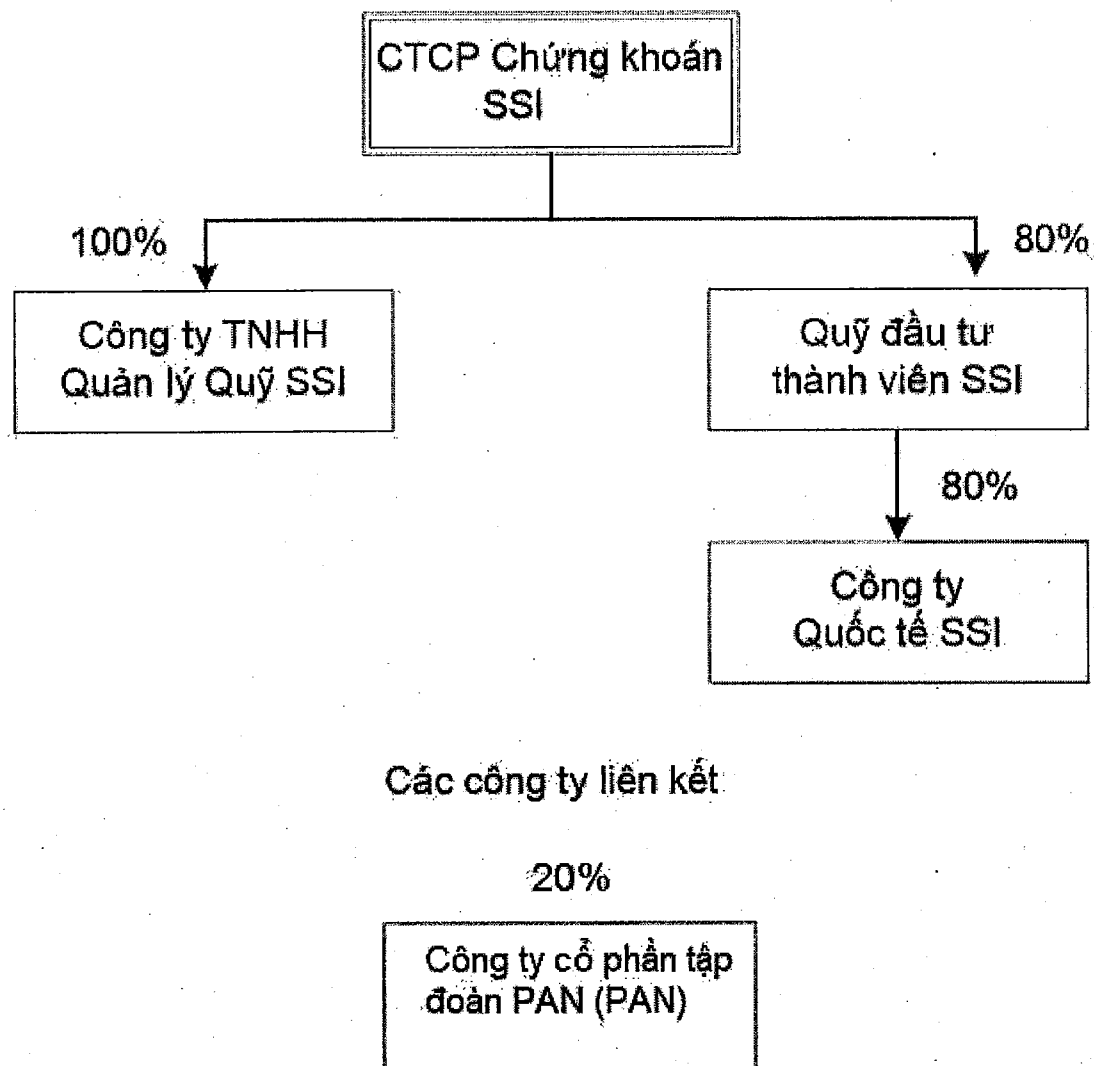 CTCP Chứng khoán
SSI
100%
80%
Công ty TNHH
Quản lý Quỹ SSI
Quỹ đầu tư
thành viên SSI
80%
Công ty
Quốc tế SSI
Các công ty liên kết
20%
Công ty cổ phần tập
đoàn PAN (PAN)